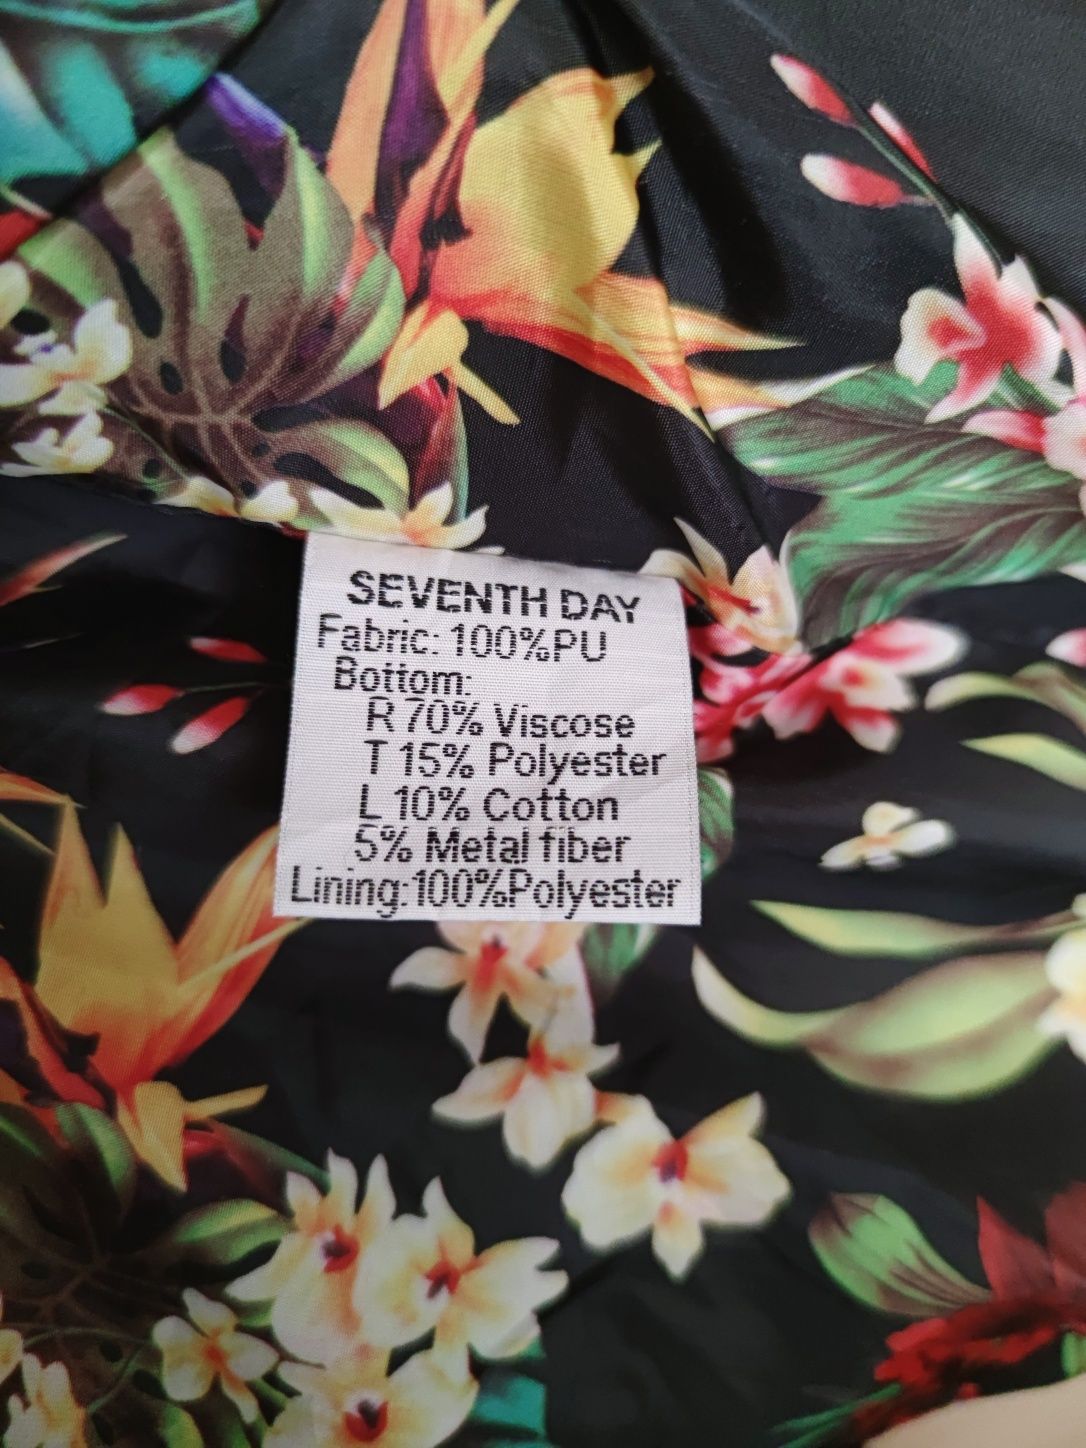 SEVENTH DAY
Fabric: 100%PU
Bottom:
R 70% Viscose
T 15% Polyester
L 10% Cotton
5% Metal fiber
Lining:100%Polyester